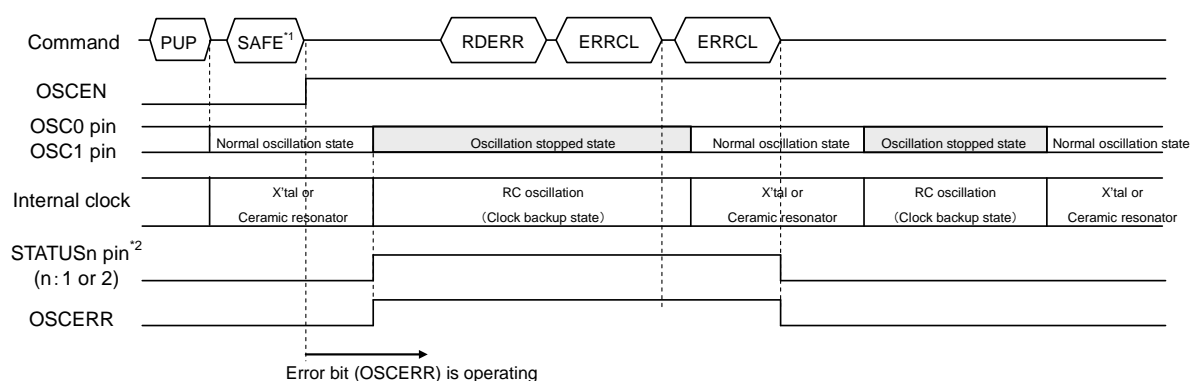 Command PUP SAFE*1 RDERR ERRCL ERRCL
OSCEN
OSC0 pin
OSC1 pin
Normal oscillation state Oscillation stopped state Normal oscillation state Oscillation stopped state Normal oscillation state
Internal clock
X'tal or RC oscillation X'tal or RC oscillation X'tal or
Ceramic resonator (Clock backup state) Ceramic resonator (Clock backup state) Ceramic resonator
STATUSn pin*2
(n:1 or 2)
OSCERR
Error bit (OSCERR) is operating